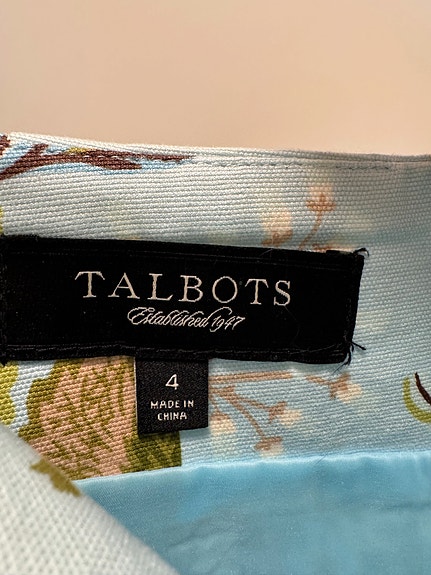 TALBOTS
Established 1947
4
MADE IN
CHINA